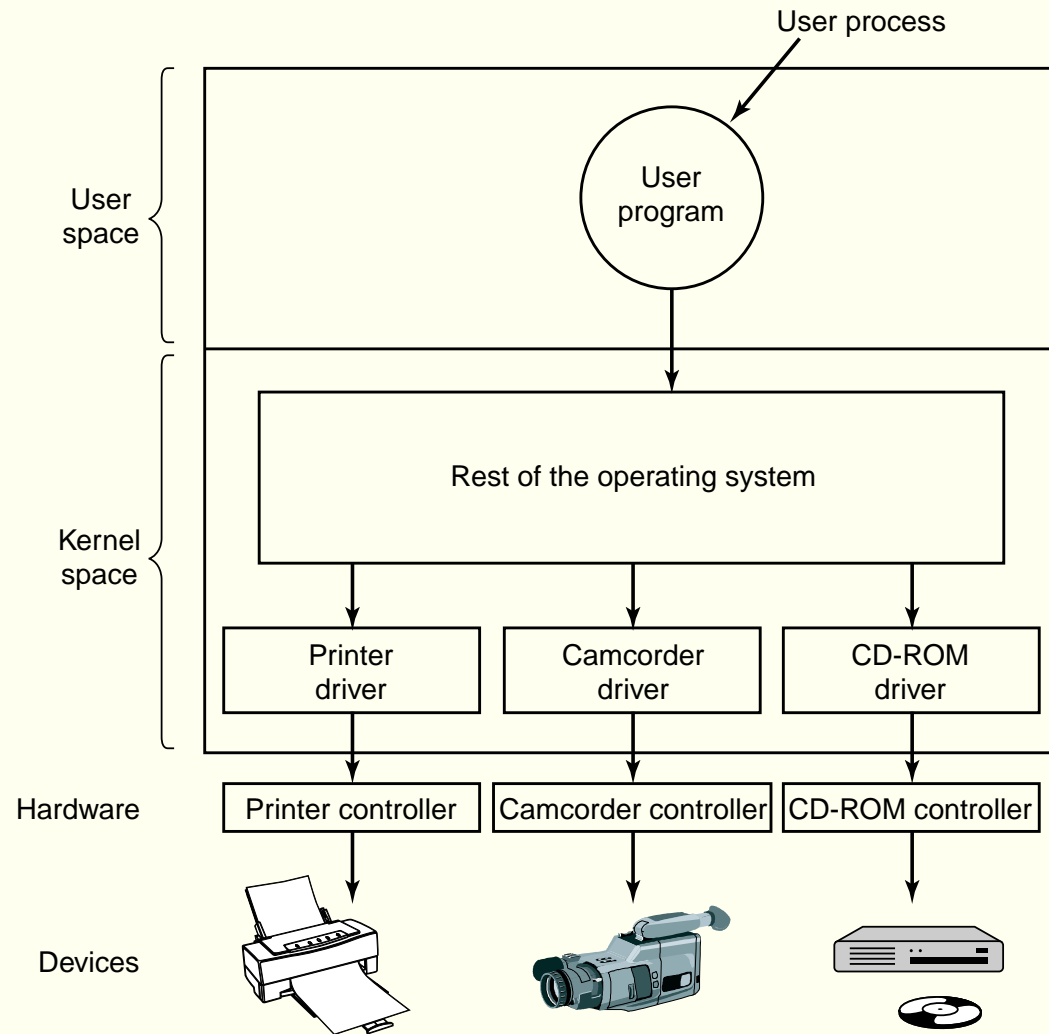 User process
User
program
User
space
Rest of the operating system
Kernel
space
Printer
driver
Camcorder
driver
CD-ROM
driver
Hardware
Printer controller
Camcorder controller
CD-ROM controller
Devices